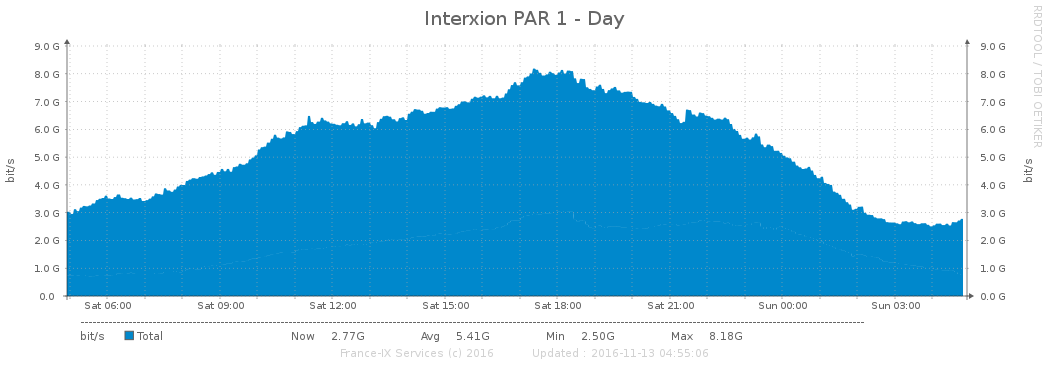 Interxion PAR 1 - Day
RRDTOOL / TOBI OETIKER
bit/s
9.0 G
8.0 G
7.0 G
6.0 G
5.0 G
4.0 G
3.0 G
2.0 G
1.0 G
0.0
9.0 G
8.0 G
7.0 G
6.0 G
5.0 G
4.0 G
3.0 G
2.0 G
1.0 G
0.0 G
bit/s
Sat 06:00 Sat 09:00 Sat 12:00 Sat 15:00 Sat 18:00 Sat 21:00 Sun 00:00 Sun 03:00
bit/s Total Now 2.77G Avg 5.41G Min 2.50G Max 8.18G
France-IX Services (c) 2016 Updated : 2016-11-13 04:55:06